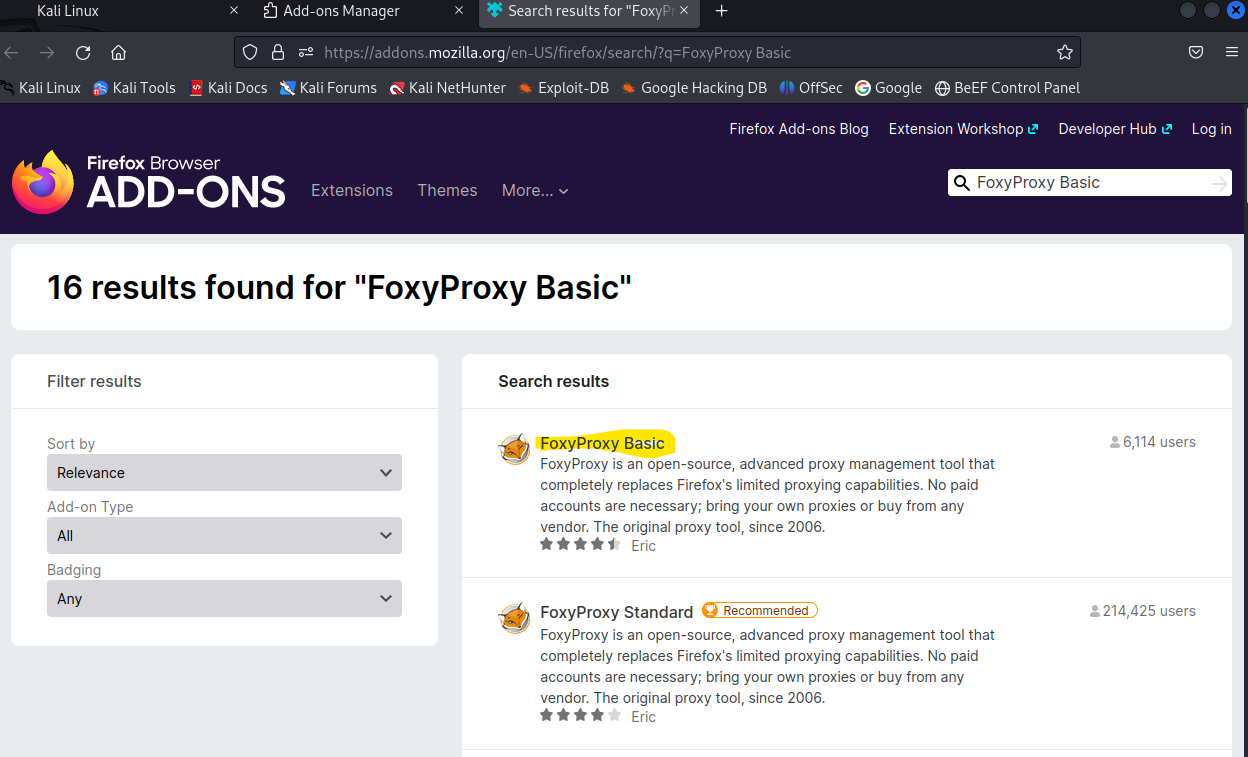 Kali Linux
Add-ons Manager
Search results for "FoxyPr
https://addons.mozilla.org/en-US/firefox/search/?q=FoxyProxy Basic
Kali Linux Kali Tools Kali Docs Kali Forums Kali NetHunter Exploit-DB Google Hacking DB OffSec Google BeEF Control Panel
Firefox Add-ons Blog Extension Workshop Developer Hub Log in
Firefox Browser
ADD-ONS
Extensions Themes More...
FoxyProxy Basic
16 results found for "FoxyProxy Basic"
Filter results
Sort by
Relevance
Add-on Type
All
Badging
Any
Search results
FoxyProxy Basic
6,114 users
FoxyProxy is an open-source, advanced proxy management tool that
completely replaces Firefox's limited proxying capabilities. No paid
accounts are necessary; bring your own proxies or buy from any
vendor. The original proxy tool, since 2006.
Eric
FoxyProxy Standard Recommended
214,425 users
FoxyProxy is an open-source, advanced proxy management tool that
completely replaces Firefox's limited proxying capabilities. No paid
accounts are necessary; bring your own proxies or buy from any
vendor. The original proxy tool, since 2006.
Eric